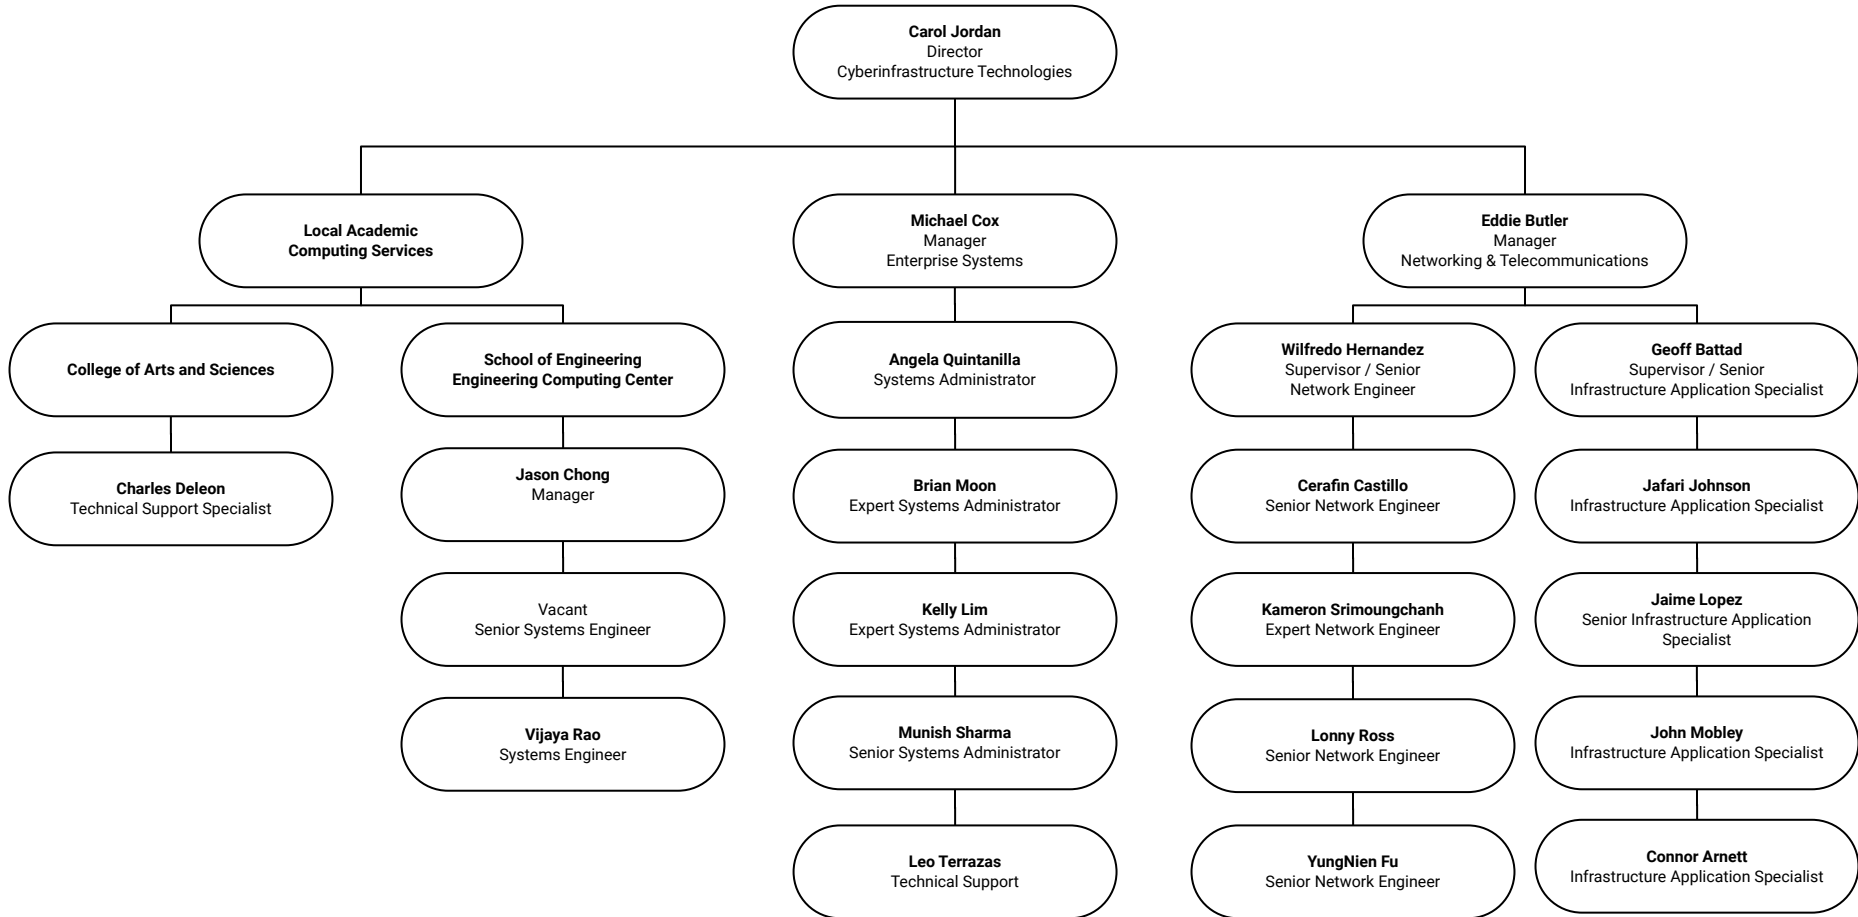 Carol Jordan
Director
Cyberinfrastructure Technologies
Local Academic
Computing Services
Michael Cox
Manager
Enterprise Systems
Eddie Butler
Manager
Networking & Telecommunications
College of Arts and Sciences
School of Engineering
Engineering Computing Center
Angela Quintanilla
Systems Administrator
Wilfredo Hernandez
Supervisor / Senior
Network Engineer
Geoff Battad
Supervisor / Senior
Infrastructure Application Specialist
Charles Deleon
Technical Support Specialist
Jason Chong
Manager
Brian Moon
Expert Systems Administrator
Cerafin Castillo
Senior Network Engineer
Jafari Johnson
Infrastructure Application Specialist
Vacant
Senior Systems Engineer
Kelly Lim
Expert Systems Administrator
Kameron Srimoungchanh
Expert Network Engineer
Jaime Lopez
Senior Infrastructure Application
Specialist
Vijaya Rao
Systems Engineer
Munish Sharma
Senior Systems Administrator
Lonny Ross
Senior Network Engineer
John Mobley
Infrastructure Application Specialist
Leo Terrazas
Technical Support
YungNien Fu
Senior Network Engineer
Connor Arnett
Infrastructure Application Specialist